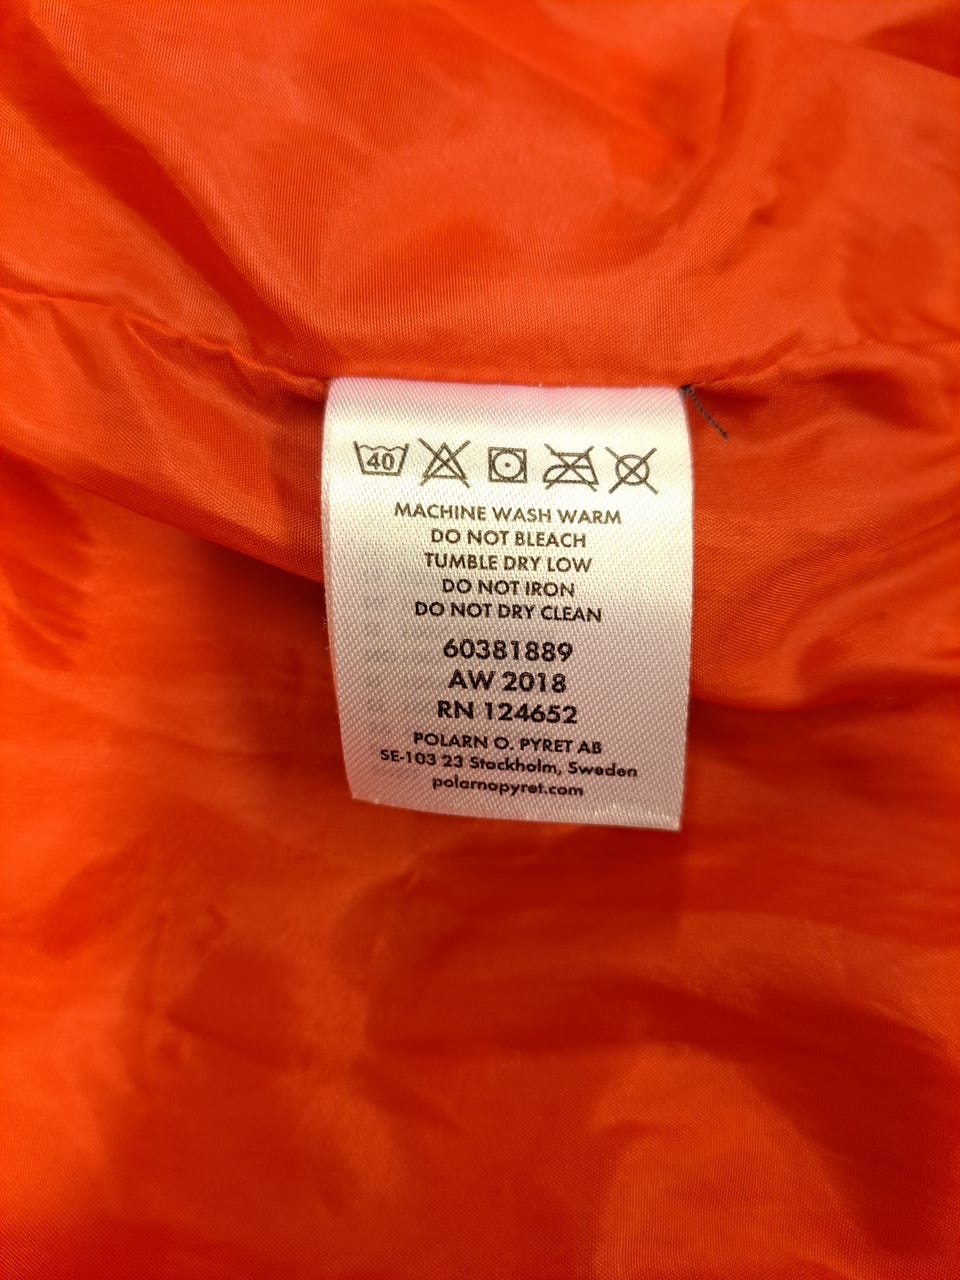 40
MACHINE WASH WARM
DO NOT BLEACH
TUMBLE DRY LOW
DO NOT IRON
DO NOT DRY CLEAN
60381889
AW 2018
RN 124652
POLARN O. PYRET AB
SE-103 23 Stockholm, Sweden
polarnopyret.com